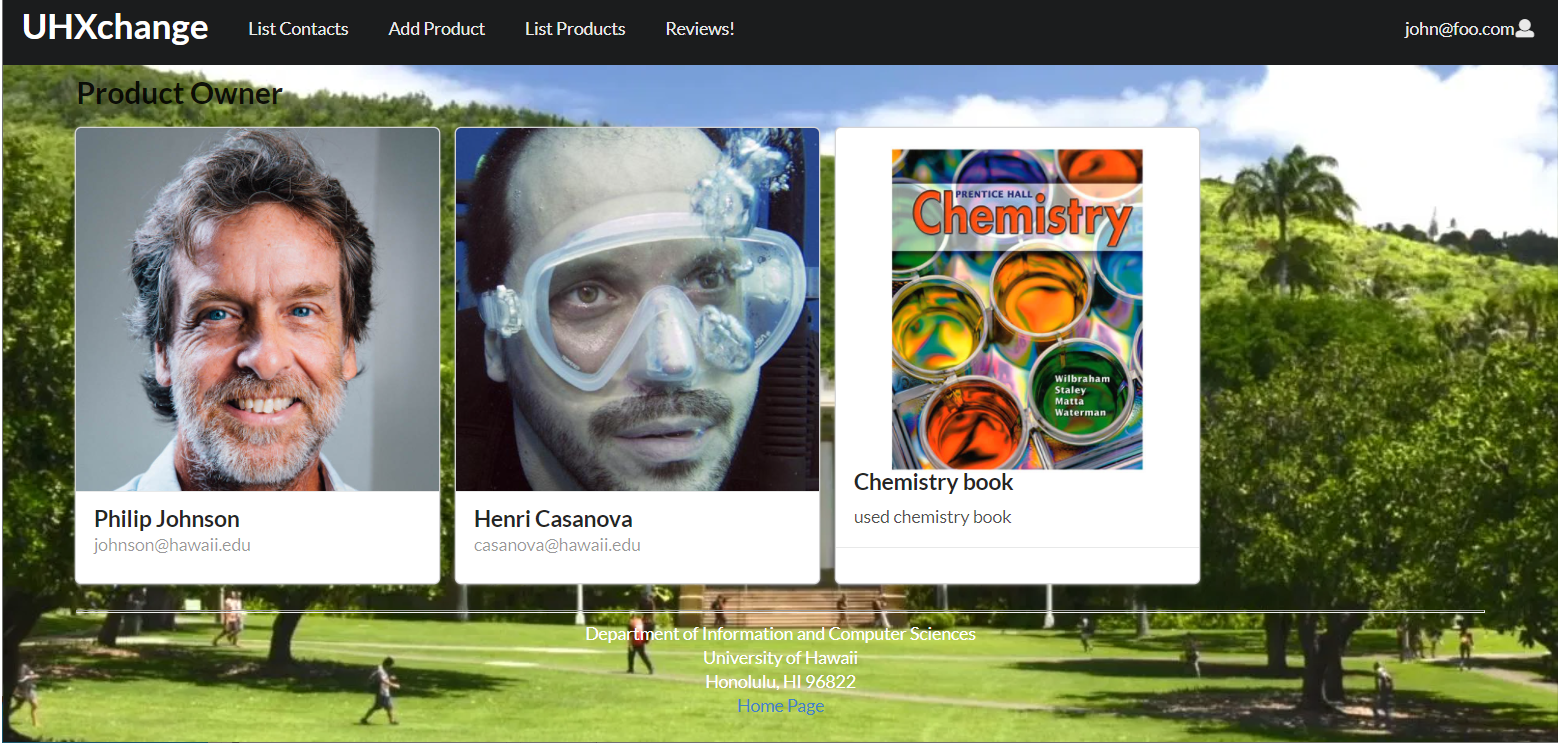 UHXchange List Contacts Add Product List Products Reviews! john@foo.com
Product Owner
Philip Johnson
johnson@hawaii.edu
Henri Casanova
casanova@hawaii.edu
PRENTICE HALL
Chemistry
Wilbraham
Staley
Matta
Waterman
Chemistry book
used chemistry book
Department of Information and Computer Sciences
University of Hawaii
Honolulu, HI 96822
Home Page